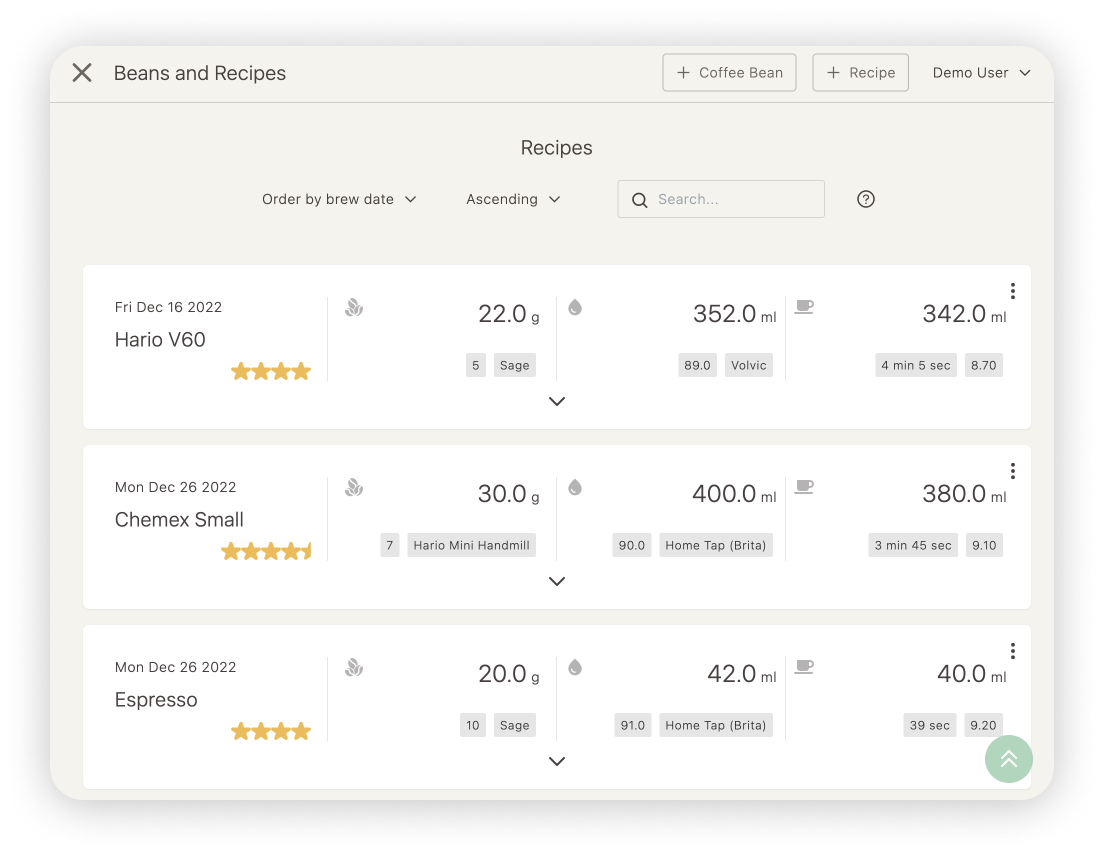 Beans and Recipes
+ Coffee Bean
+ Recipe
Demo User
Recipes
Order by brew date
Ascending
Search...
?
Fri Dec 16 2022
Hario V60
22.0 g
5 Sage
352.0 ml
89.0 Volvic
342.0 ml
4 min 5 sec 8.70
Mon Dec 26 2022
Chemex Small
30.0 g
7 Hario Mini Handmill
400.0 ml
90.0 Home Tap (Brita)
380.0 ml
3 min 45 sec 9.10
Mon Dec 26 2022
Espresso
20.0 g
10 Sage
42.0 ml
91.0 Home Tap (Brita)
40.0 ml
39 sec 9.20